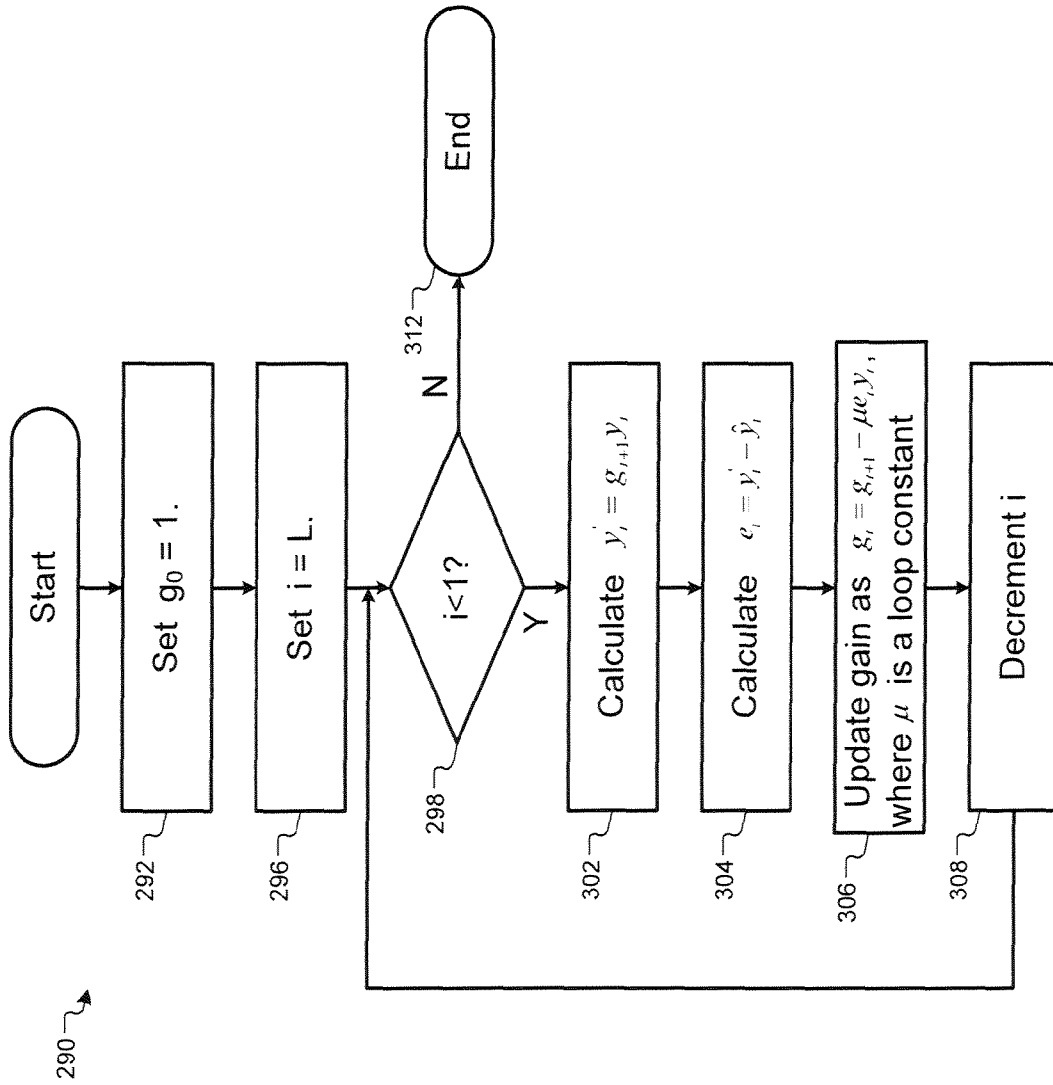 290
Start
292
Set g₀ = 1.
296
Set i = L.
298
i<1?
N
312
End
Y
302
Calculate y'ᵢ = gᵢ₊₁yᵢ
304
Calculate eᵢ = y'ᵢ − ŷᵢ
306
Update gain as gᵢ = gᵢ₊₁ − μeᵢyᵢ,
where μ is a loop constant
308
Decrement i